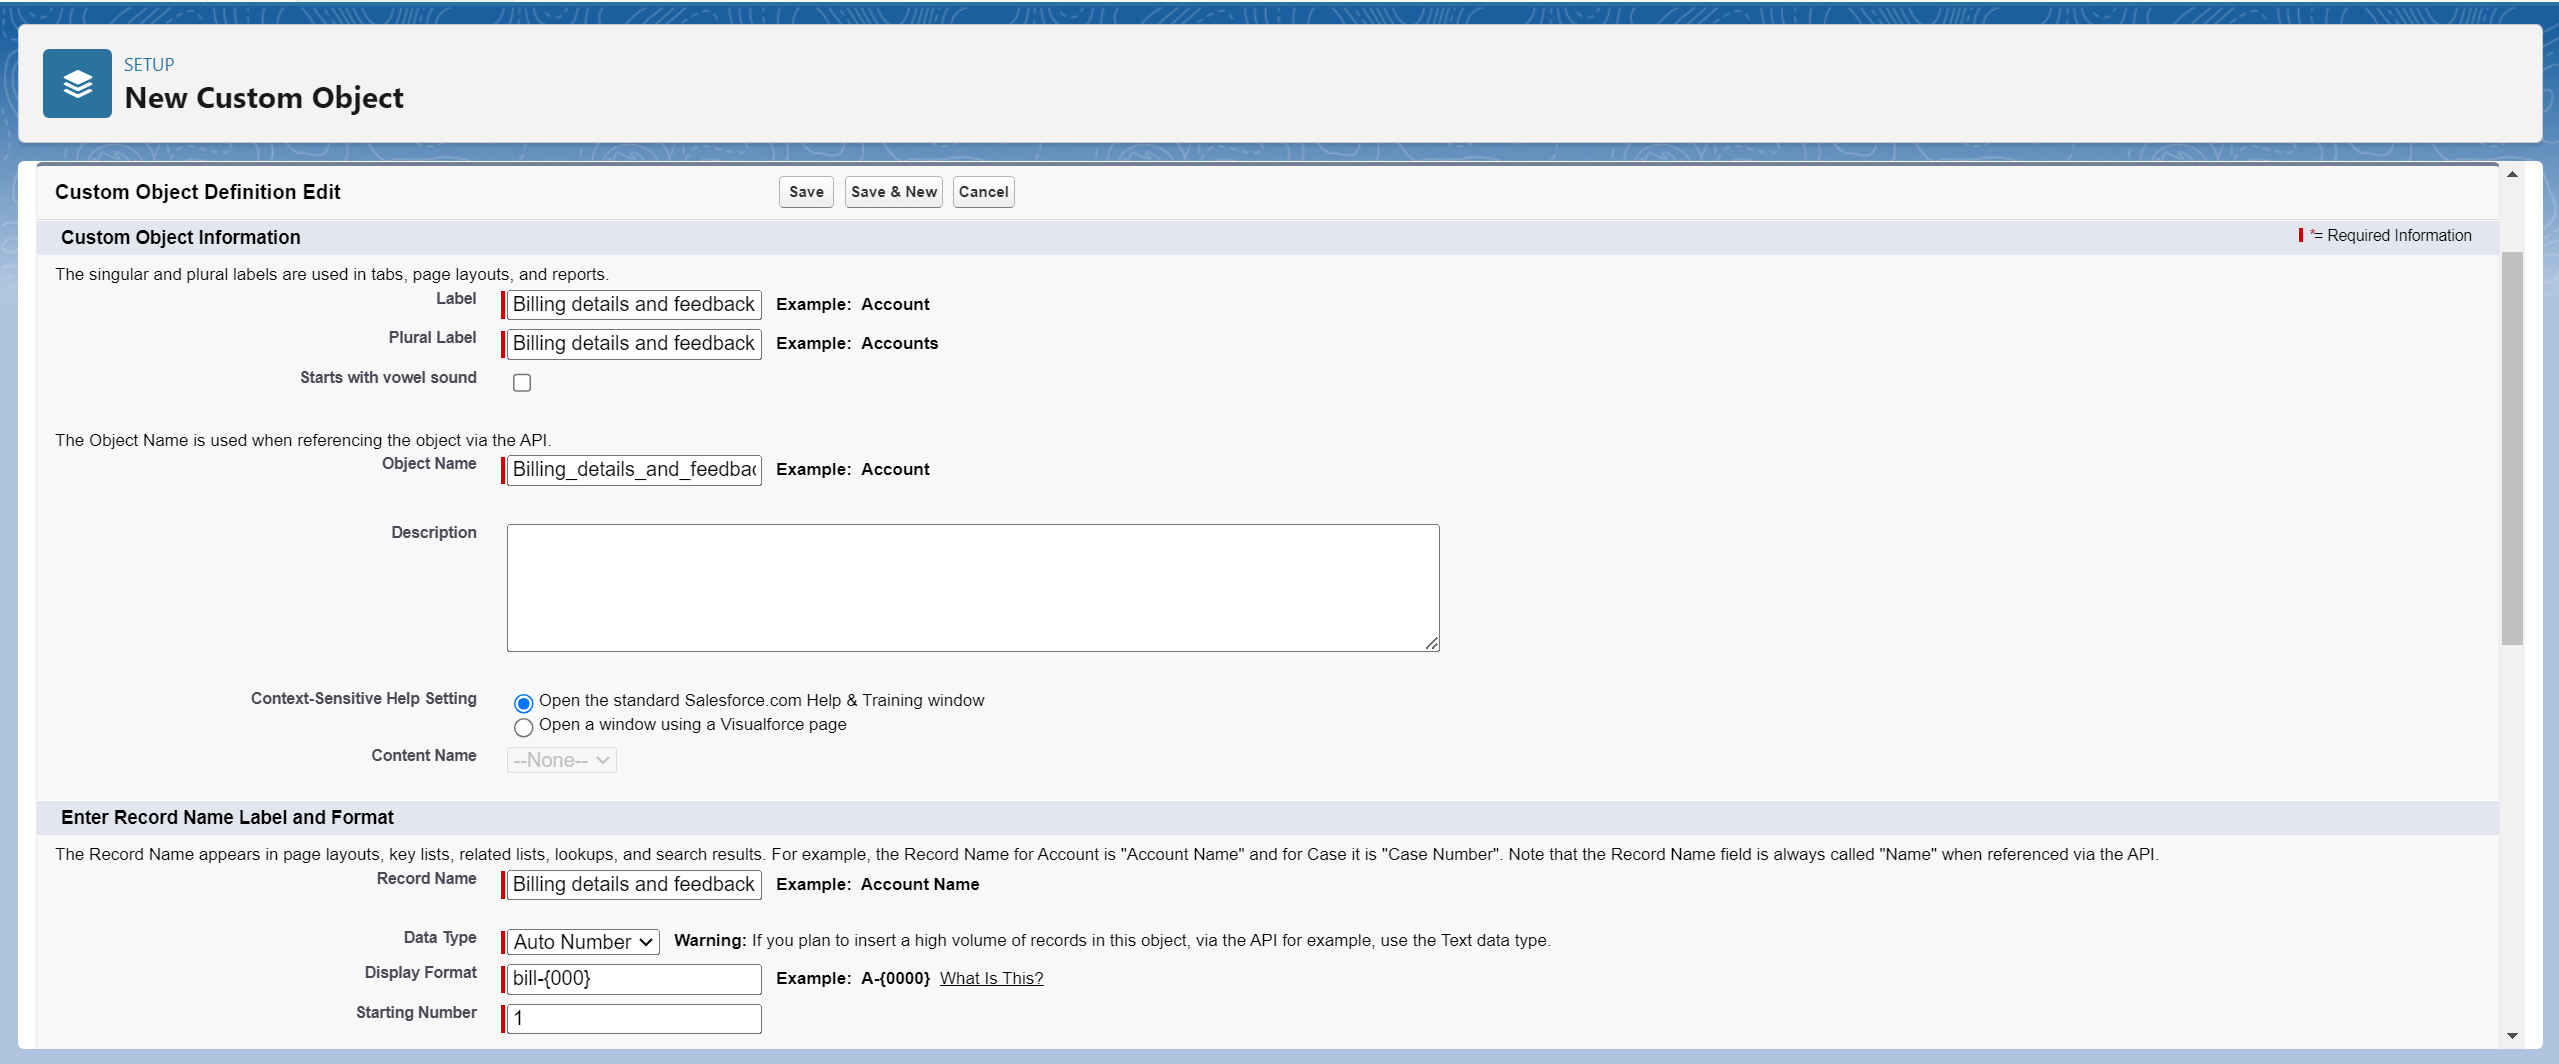 SETUP
New Custom Object
Custom Object Definition Edit Save Save & New Cancel
Custom Object Information *= Required Information
The singular and plural labels are used in tabs, page layouts, and reports.
Label Billing details and feedback Example: Account
Plural Label Billing details and feedback Example: Accounts
Starts with vowel sound
The Object Name is used when referencing the object via the API.
Object Name Billing_details_and_feedbac Example: Account
Description
Context-Sensitive Help Setting Open the standard Salesforce.com Help & Training window
Open a window using a Visualforce page
Content Name --None--
Enter Record Name Label and Format
The Record Name appears in page layouts, key lists, related lists, lookups, and search results. For example, the Record Name for Account is "Account Name" and for Case it is "Case Number". Note that the Record Name field is always called "Name" when referenced via the API.
Record Name Billing details and feedback Example: Account Name
Data Type Auto Number Warning: If you plan to insert a high volume of records in this object, via the API for example, use the Text data type.
Display Format bill-{000} Example: A-{0000} What Is This?
Starting Number 1